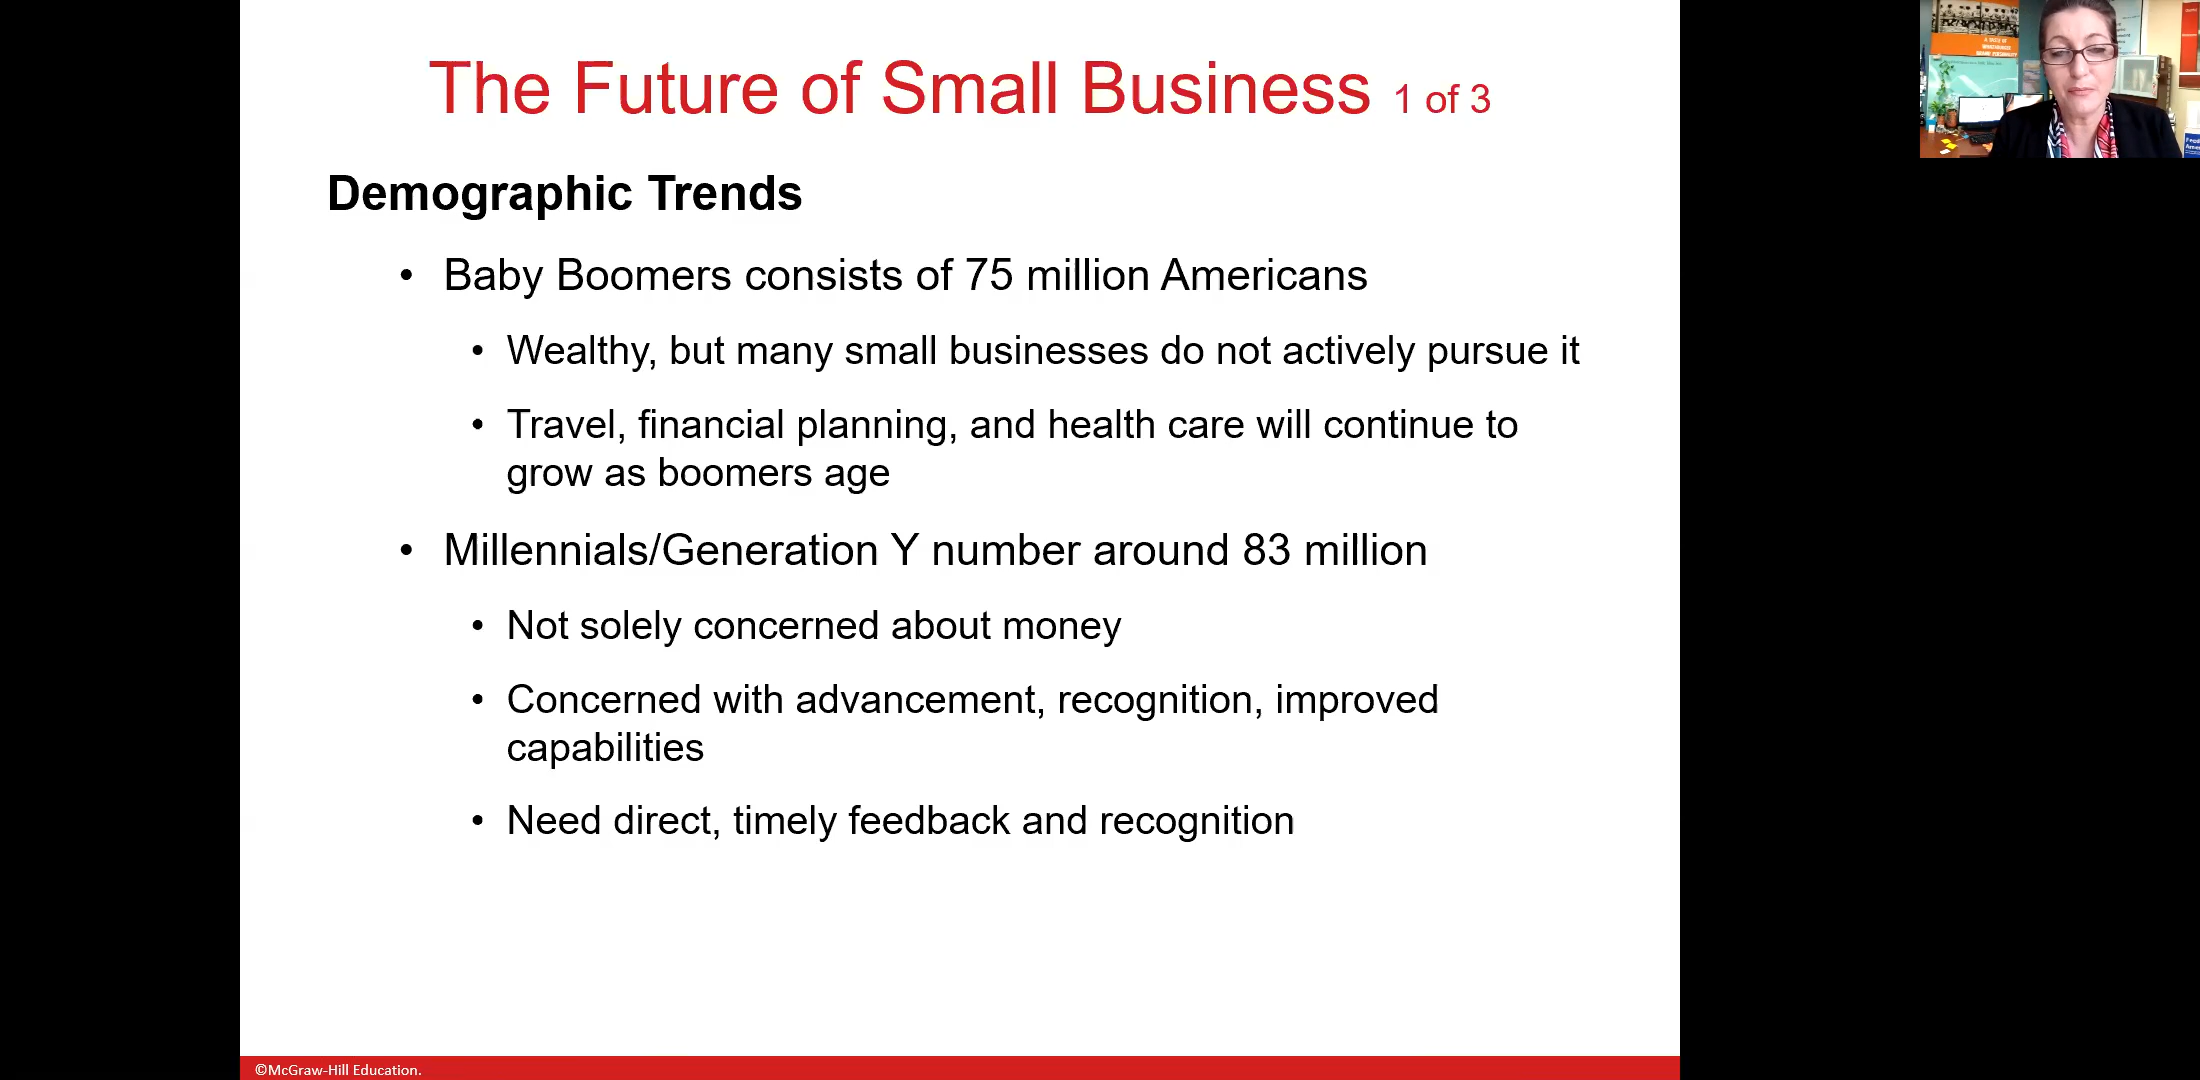 The Future of Small Business 1 of 3
Demographic Trends
• Baby Boomers consists of 75 million Americans
• Wealthy, but many small businesses do not actively pursue it
• Travel, financial planning, and health care will continue to
grow as boomers age
• Millennials/Generation Y number around 83 million
• Not solely concerned about money
• Concerned with advancement, recognition, improved
capabilities
• Need direct, timely feedback and recognition
©McGraw-Hill Education.